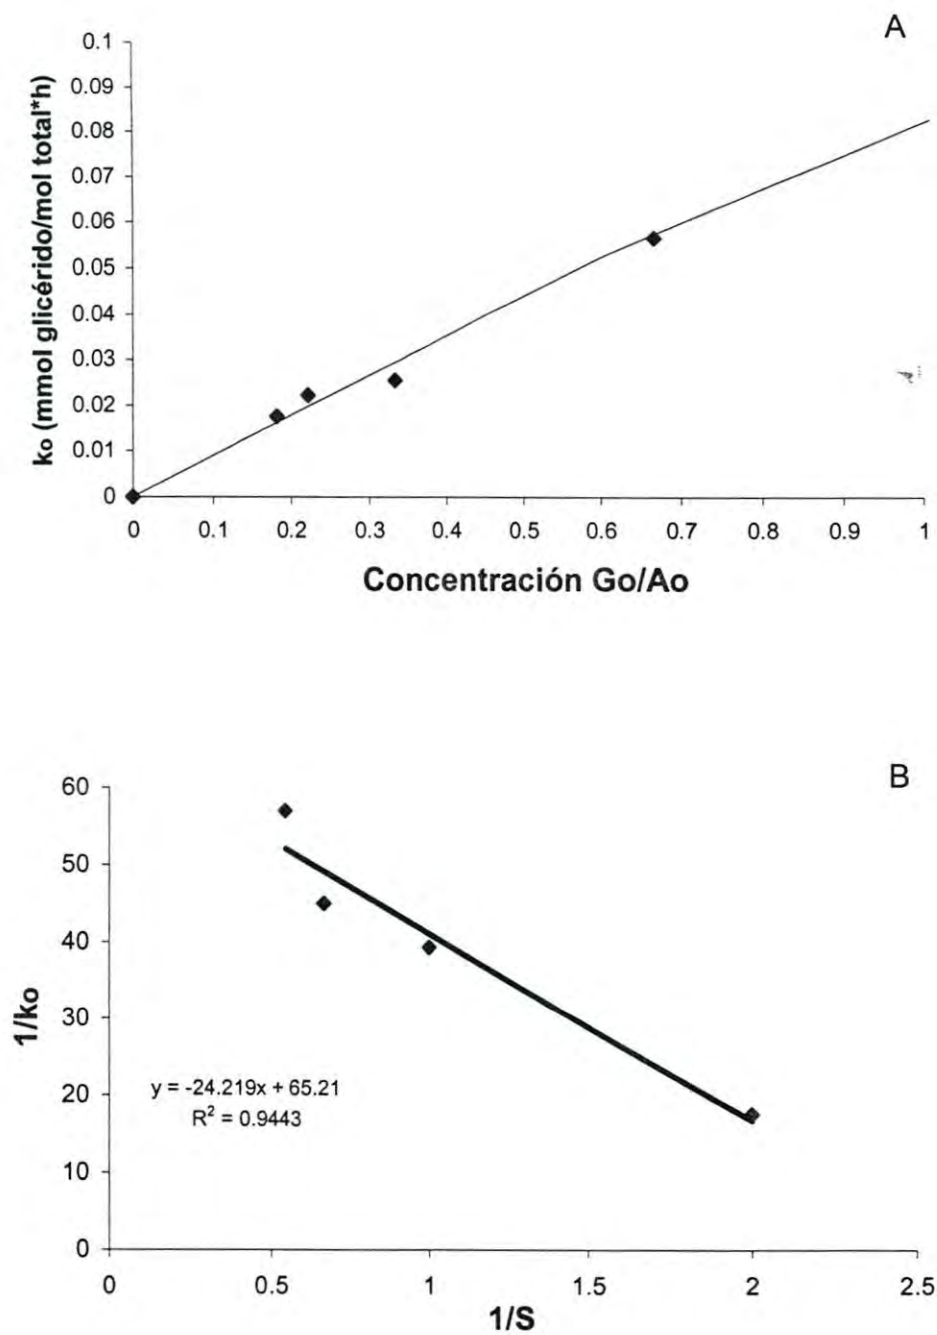 A
0.1
0.09
0.08
0.07
0.06
0.05
0.04
0.03
0.02
0.01
0
ko (mmol glicérido/mol total*h)
0 0.1 0.2 0.3 0.4 0.5 0.6 0.7 0.8 0.9 1
Concentración Go/Ao
B
60
50
40
30
20
10
0
1/ko
y = -24.219x + 65.21
R² = 0.9443
0 0.5 1 1.5 2 2.5
1/S